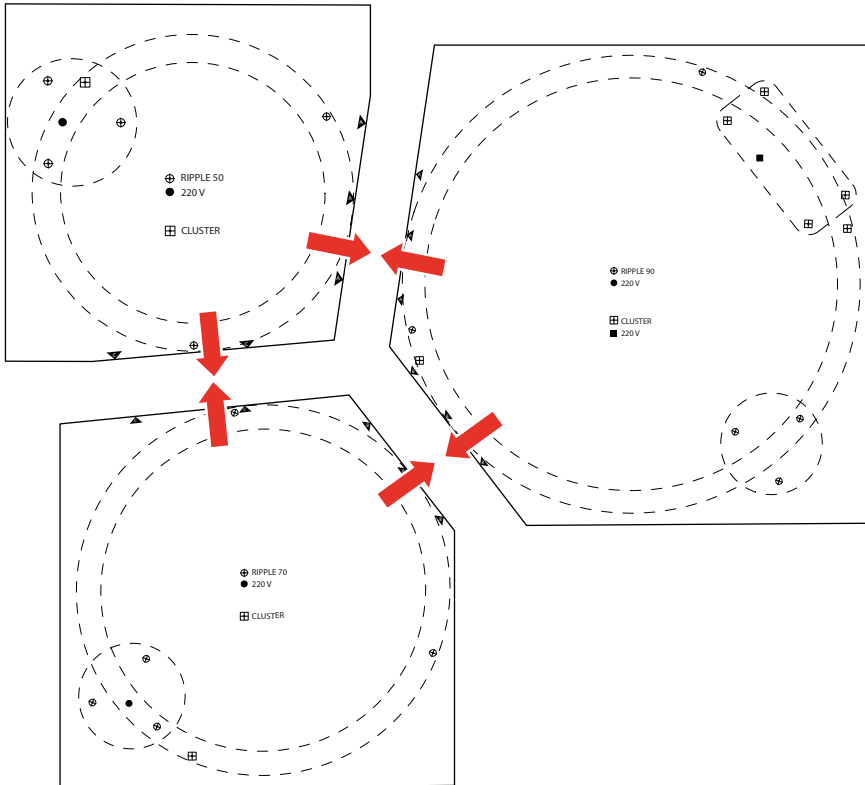 RIPPLE 50
220 V
CLUSTER
RIPPLE 90
220 V
CLUSTER
220 V
RIPPLE 70
220 V
CLUSTER